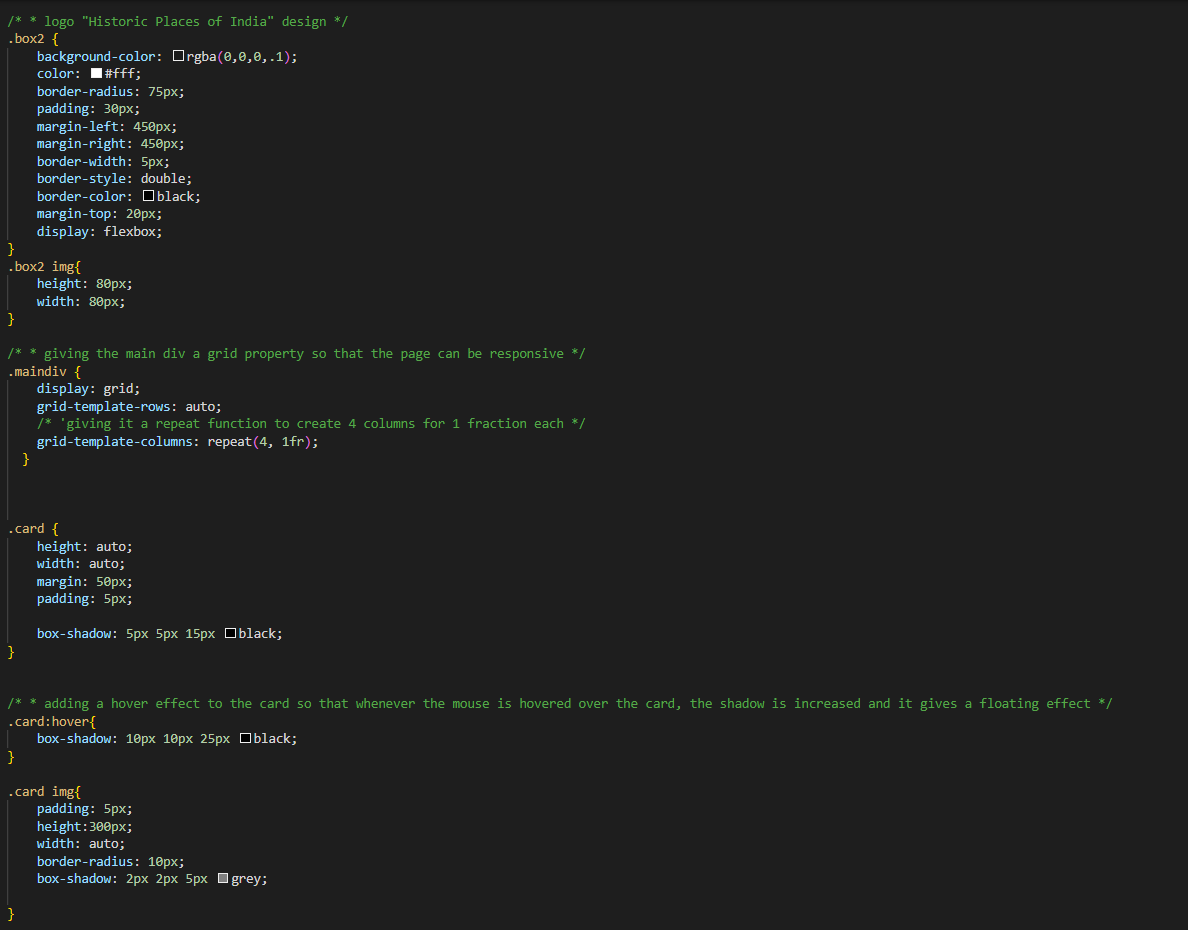 /* * logo "Historic Places of India" design */
.box2 {
    background-color: rgba(0,0,0,.1);
    color: #fff;
    border-radius: 75px;
    padding: 30px;
    margin-left: 450px;
    margin-right: 450px;
    border-width: 5px;
    border-style: double;
    border-color: black;
    margin-top: 20px;
    display: flexbox;
}
.box2 img{
    height: 80px;
    width: 80px;
}
/* * giving the main div a grid property so that the page can be responsive */
.maindiv {
    display: grid;
    grid-template-rows: auto;
    /* 'giving it a repeat function to create 4 columns for 1 fraction each */
    grid-template-columns: repeat(4, 1fr);
  }
.card {
    height: auto;
    width: auto;
    margin: 50px;
    padding: 5px;
    box-shadow: 5px 5px 15px black;
}
/* * adding a hover effect to the card so that whenever the mouse is hovered over the card, the shadow is increased and it gives a floating effect */
.card:hover{
    box-shadow: 10px 10px 25px black;
}
.card img{
    padding: 5px;
    height:300px;
    width: auto;
    border-radius: 10px;
    box-shadow: 2px 2px 5px grey;
}